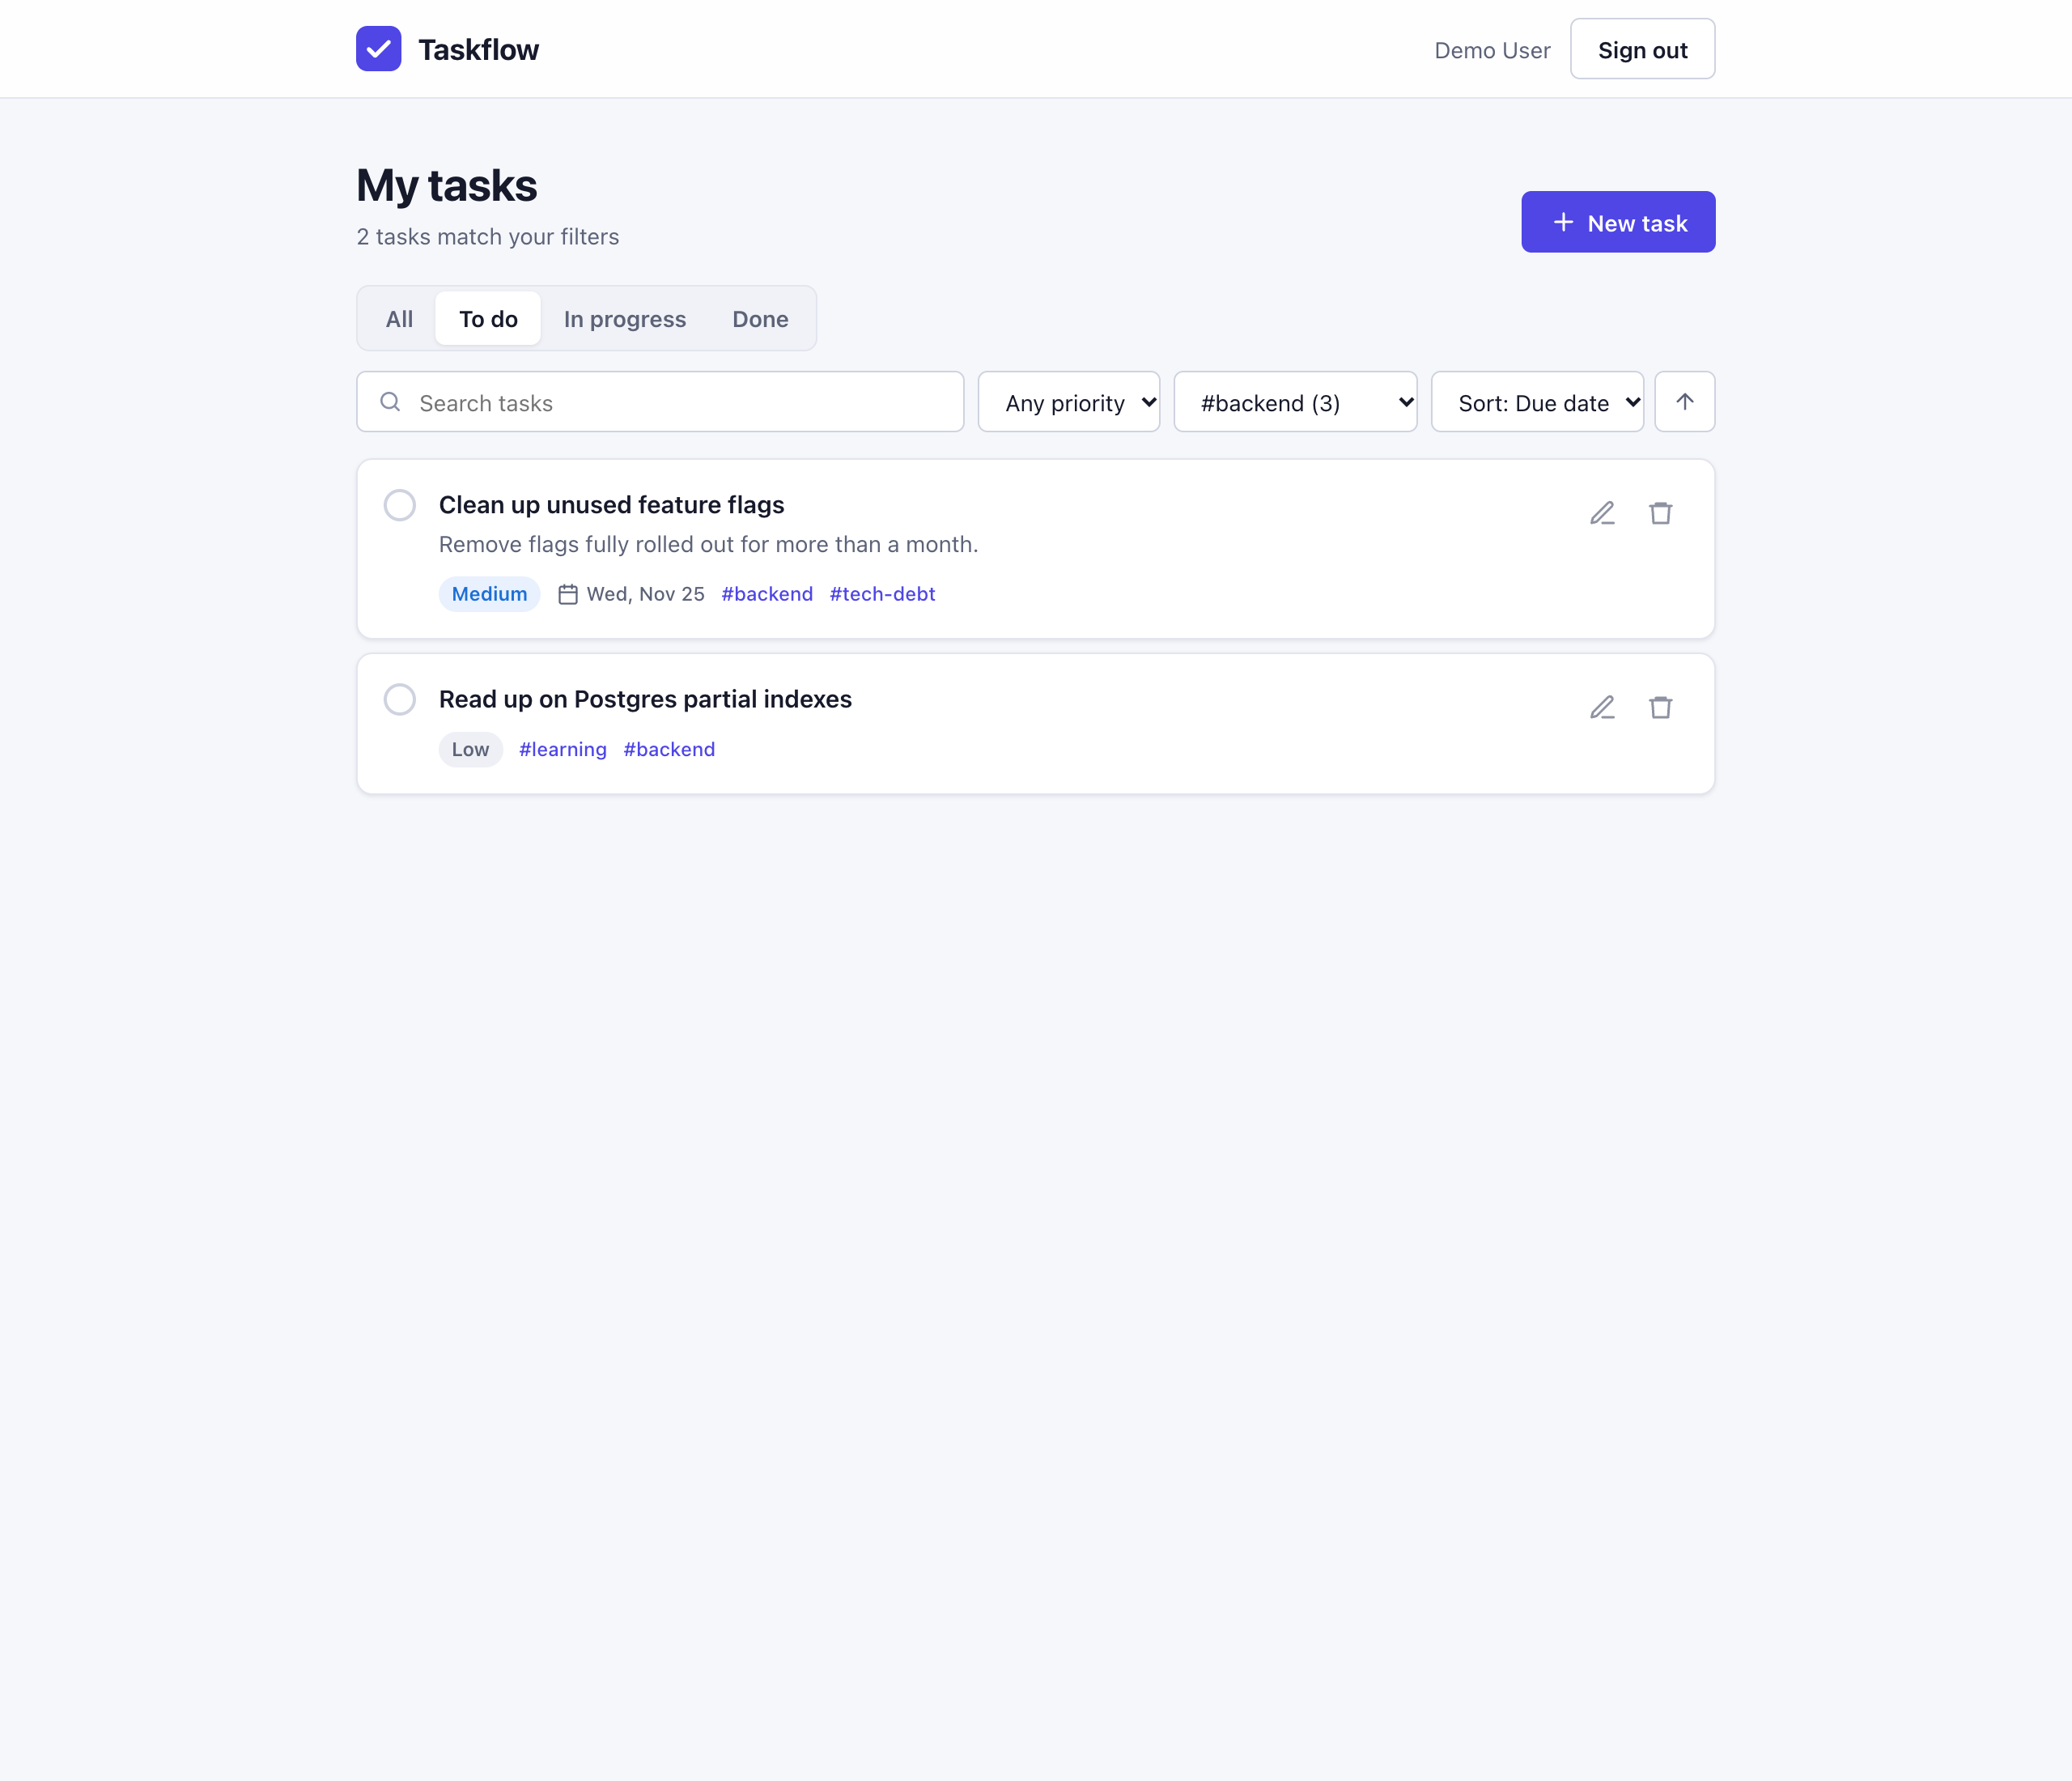 Taskflow
Demo User
Sign out
My tasks
2 tasks match your filters
New task
All
To do
In progress
Done
Search tasks
Any priority
#backend (3)
Sort: Due date
Clean up unused feature flags
Remove flags fully rolled out for more than a month.
Medium
Wed, Nov 25
#backend
#tech-debt
Read up on Postgres partial indexes
Low
#learning
#backend